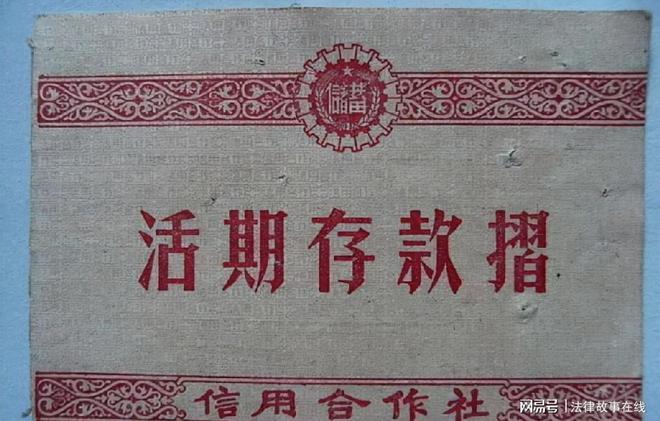 储蓄
活期存款摺
信用合作社
网易号 | 法律故事在线